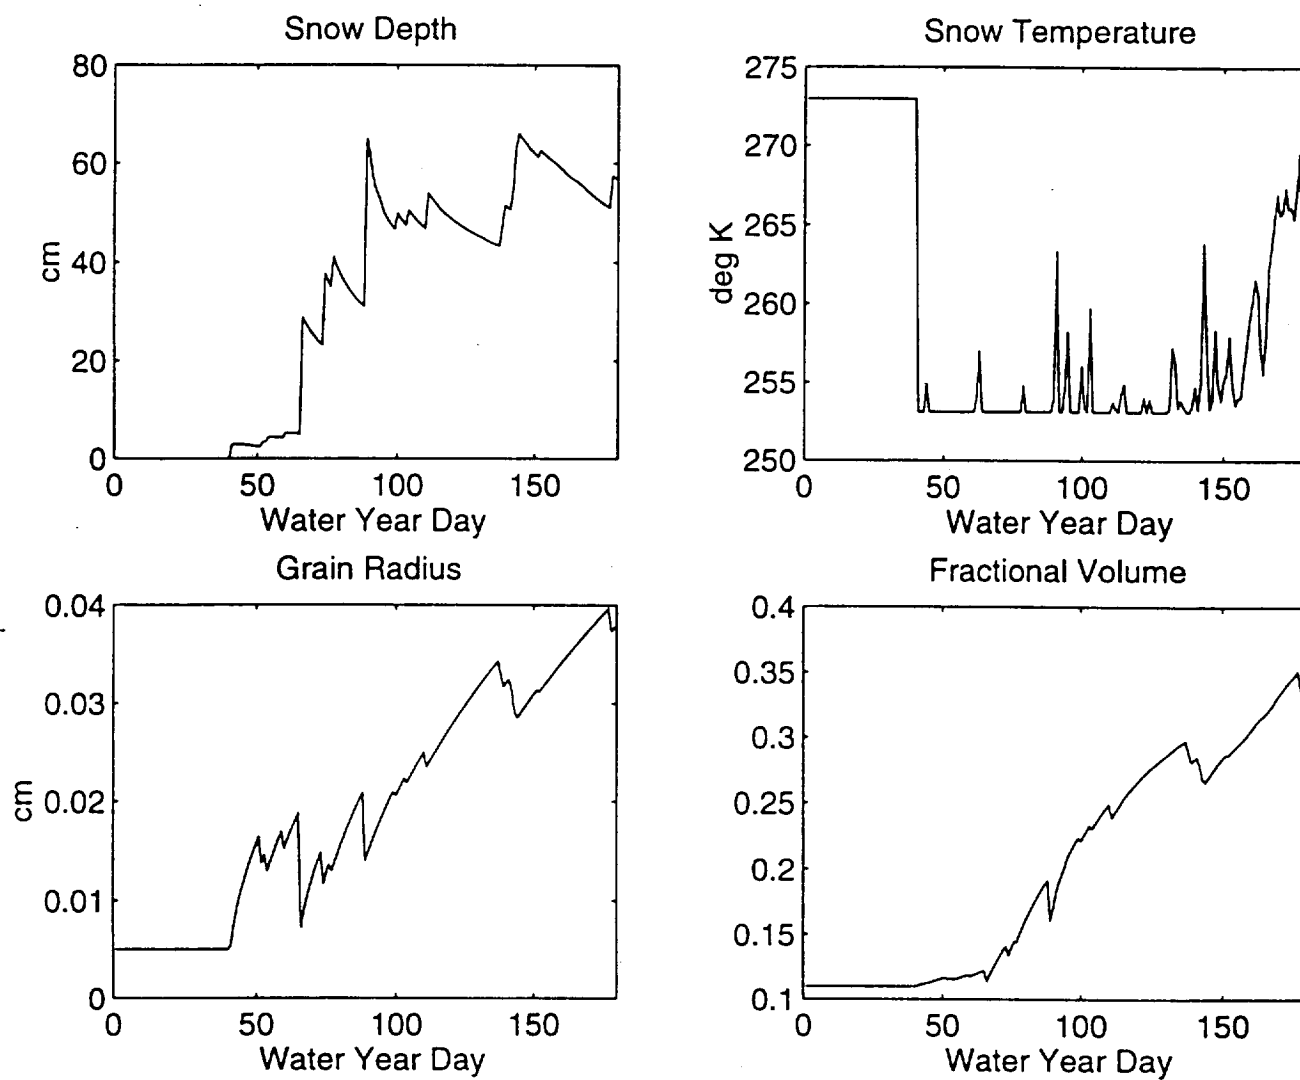 Snow Depth
80
60
40
20
0
cm
0 50 100 150
Water Year Day
Snow Temperature
275
270
265
260
255
250
deg K
0 50 100 150
Water Year Day
Grain Radius
0.04
0.03
0.02
0.01
0
cm
0 50 100 150
Water Year Day
Fractional Volume
0.4
0.35
0.3
0.25
0.2
0.15
0.1
0 50 100 150
Water Year Day